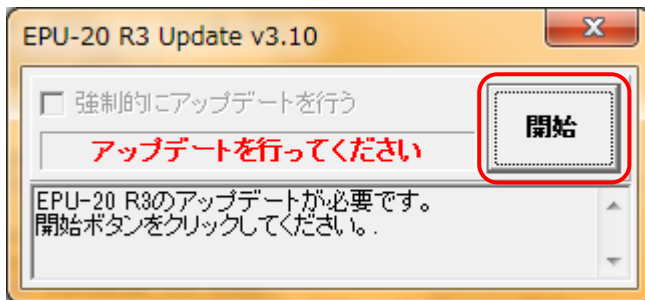 EPU-20 R3 Update v3.10
強制的にアップデートを行う
アップデートを行ってください
開始
EPU-20 R3のアップデートが必要です。
開始ボタンをクリックしてください。.